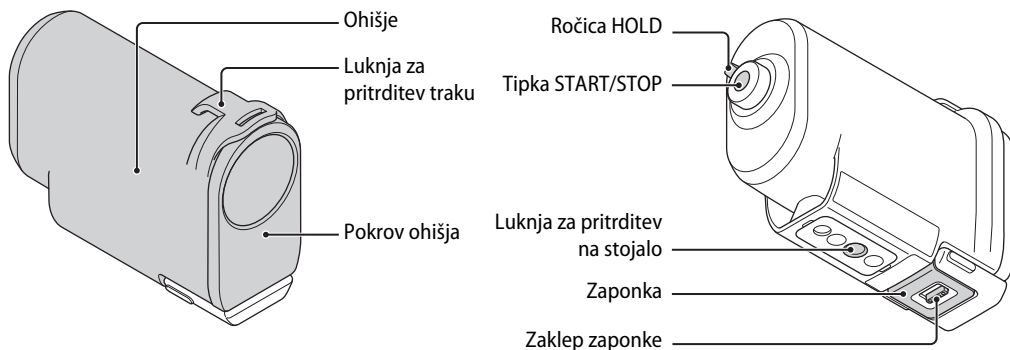 Ohišje
Luknja za
pritrditev traku
Pokrov ohišja
Ročica HOLD
Tipka START/STOP
Luknja za pritrditev
na stojalo
Zaponka
Zaklep zaponke